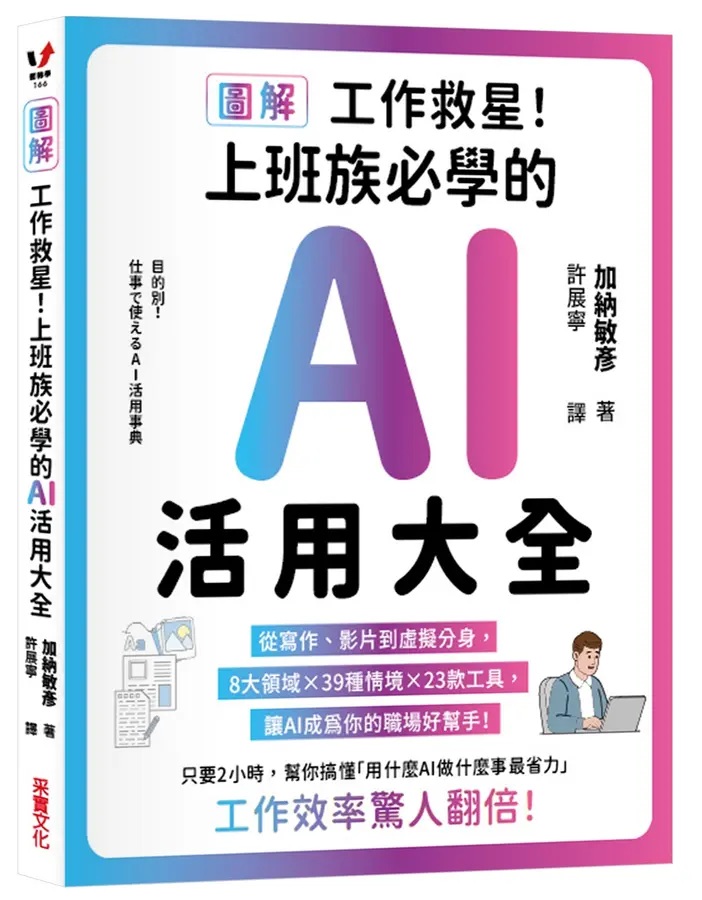 翻轉學
166
圖解
工作救星！上班族必學的AI活用大全
加納敏彥 著
許展寧 譯
采實文化
圖解 工作救星！
上班族必學的
AI
活用大全
目的別！
仕事で使えるAI活用事典
加納敏彥 著
許展寧 譯
從寫作、影片到虛擬分身，
8大領域×39種情境×23款工具，
讓AI成為你的職場好幫手！
只要2小時，幫你搞懂「用什麼AI做什麼事最省力」
工作效率驚人翻倍！